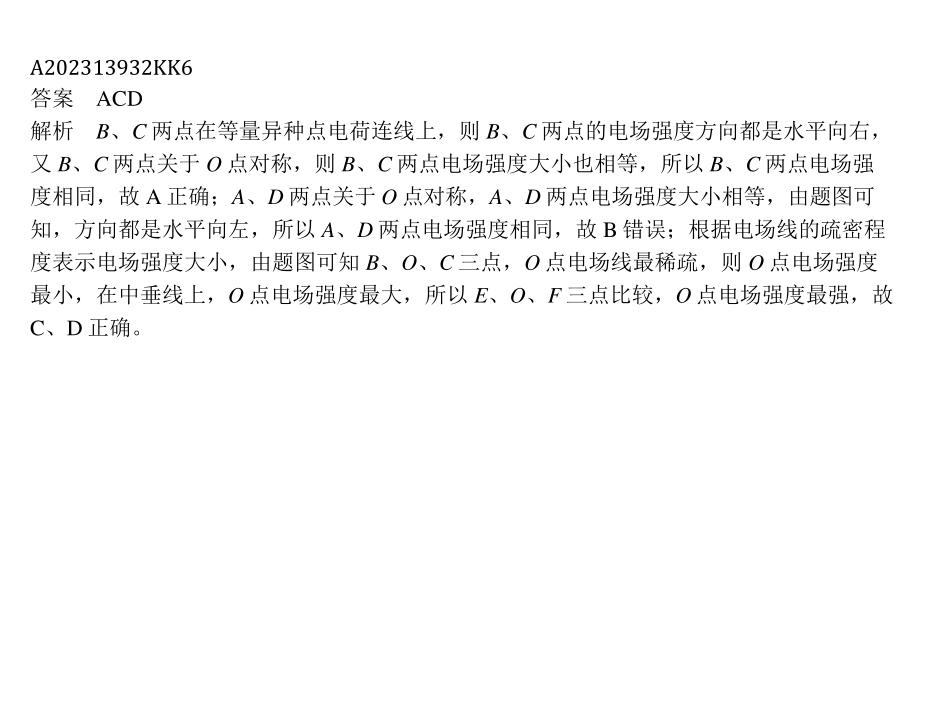 A202313932KK6
答案　ACD
解析　B、C 两点在等量异种点电荷连线上，则 B、C 两点的电场强度方向都是水平向右，
又 B、C 两点关于 O 点对称，则 B、C 两点电场强度大小也相等，所以 B、C 两点电场强
度相同，故 A 正确；A、D 两点关于 O 点对称，A、D 两点电场强度大小相等，由题图可
知，方向都是水平向左，所以 A、D 两点电场强度相同，故 B 错误；根据电场线的疏密程
度表示电场强度大小，由题图可知 B、O、C 三点，O 点电场线最稀疏，则 O 点电场强度
最小，在中垂线上，O 点电场强度最大，所以 E、O、F 三点比较，O 点电场强度最强，故
C、D 正确。